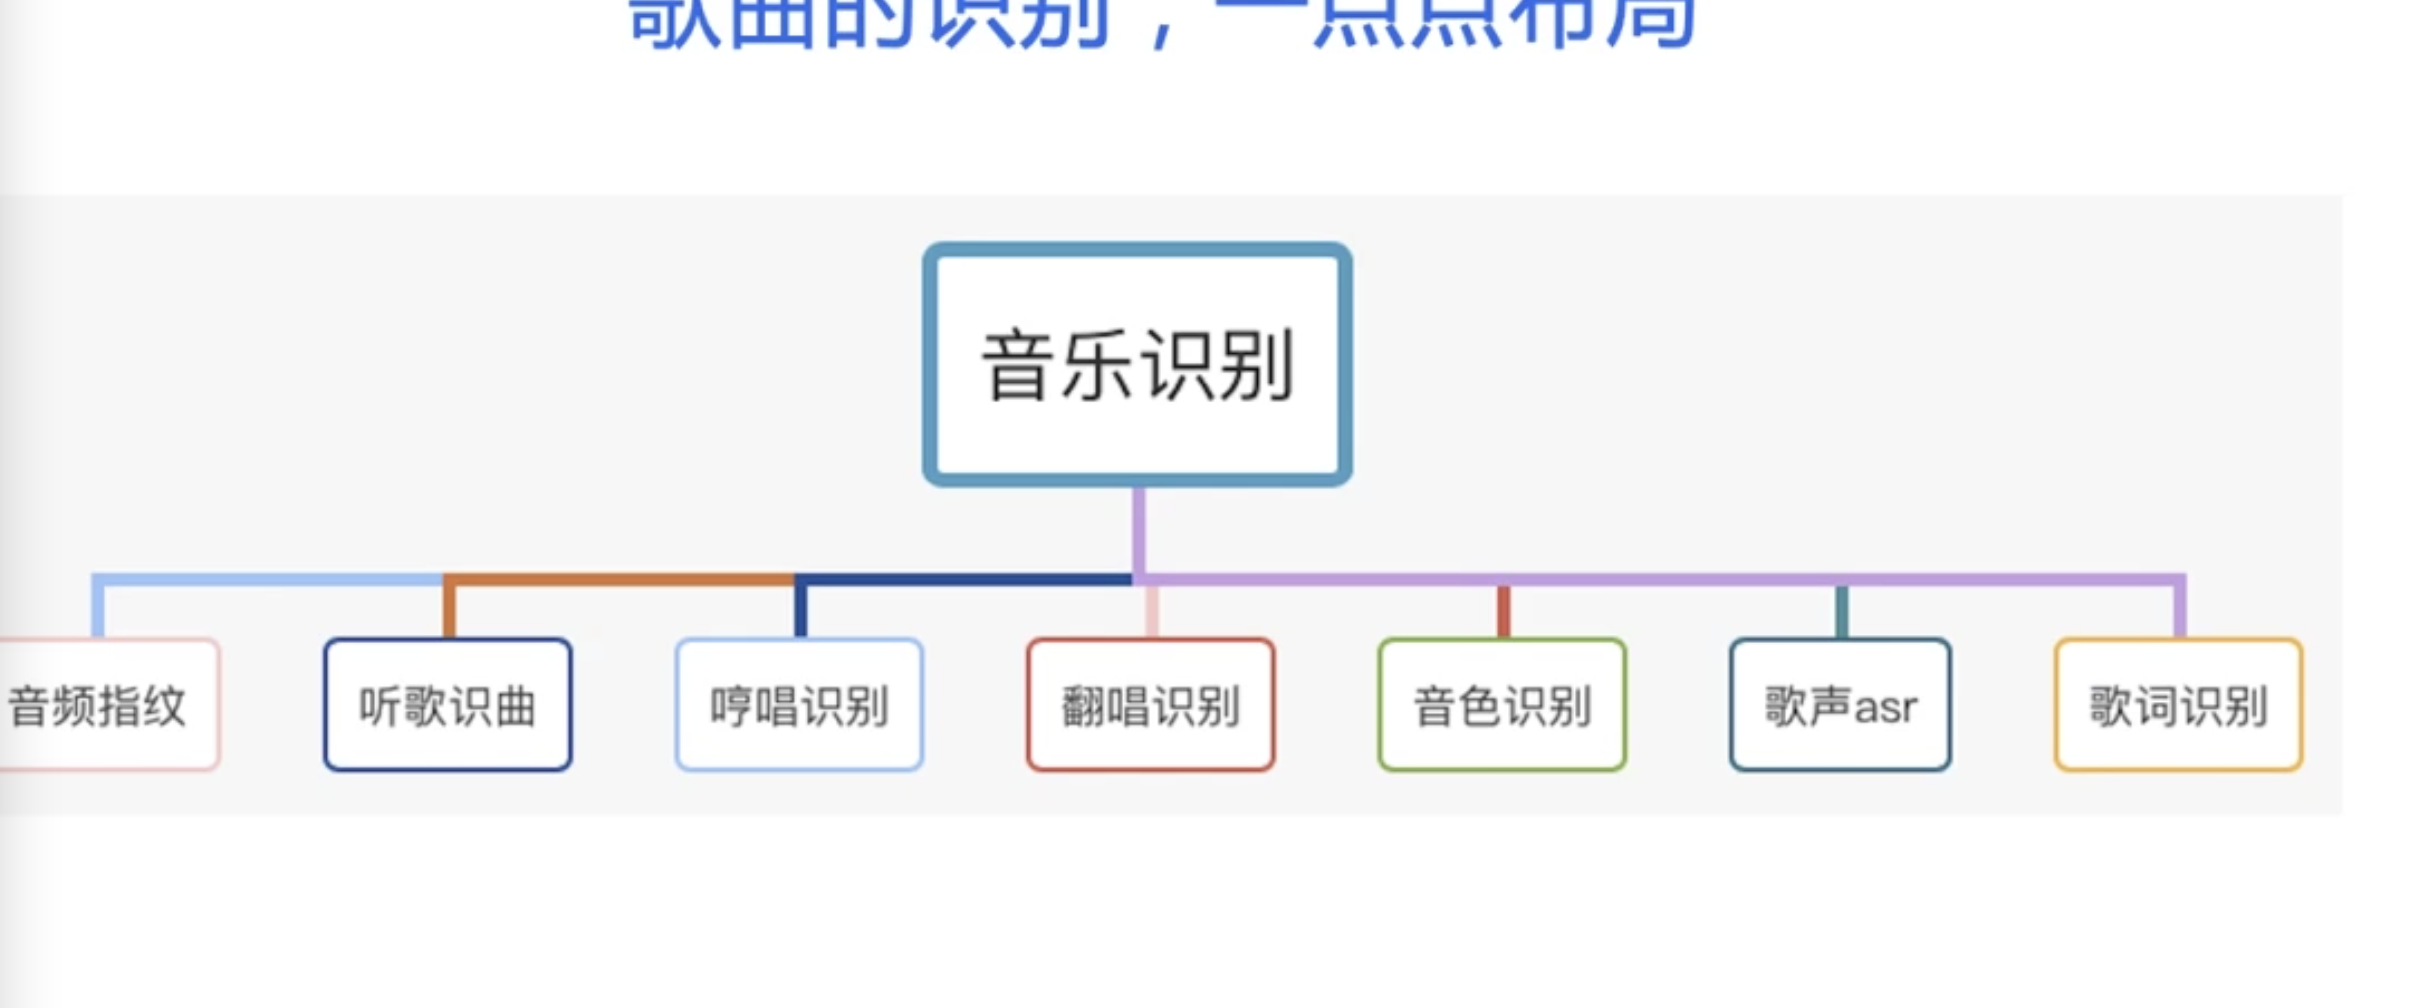 歌曲的识别，一点点布局
音乐识别
音频指纹
听歌识曲
哼唱识别
翻唱识别
音色识别
歌声asr
歌词识别